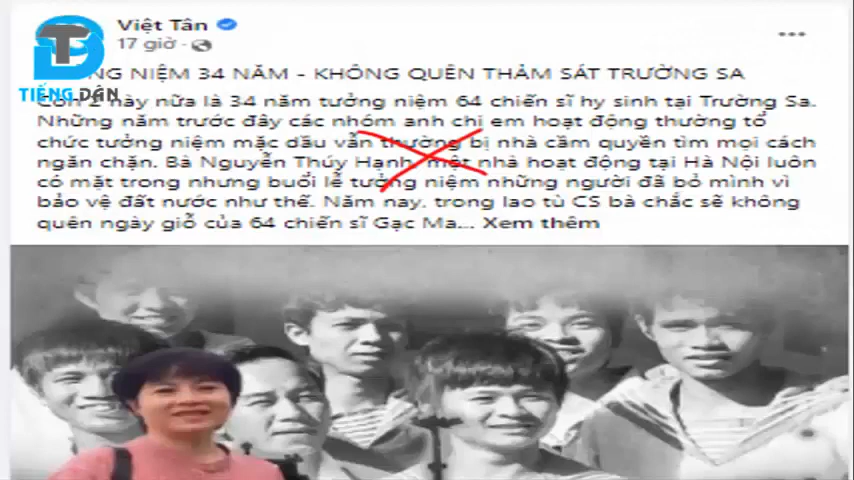 Việt Tân
17 giờ ·
NIỆM 34 NĂM - KHÔNG QUÊN THẢM SÁT TRƯỜNG SA
TIẾNG DÂN
này nữa là 34 năm tưởng niệm 64 chiến sĩ hy sinh tại Trường Sa.
Những năm trước đây các nhóm anh chị em hoạt động thường tổ
chức tưởng niệm mặc dầu vẫn thường bị nhà cầm quyền tìm mọi cách
ngăn chặn. Bà Nguyễn Thúy Hạnh, một nhà hoạt động tại Hà Nội luôn
có mặt trong nhưng buổi lễ tưởng niệm những người đã bỏ mình vì
bảo vệ đất nước như thế. Năm nay, trong lao tù CS bà chắc sẽ không
quên ngày giỗ của 64 chiến sĩ Gạc Ma... Xem thêm